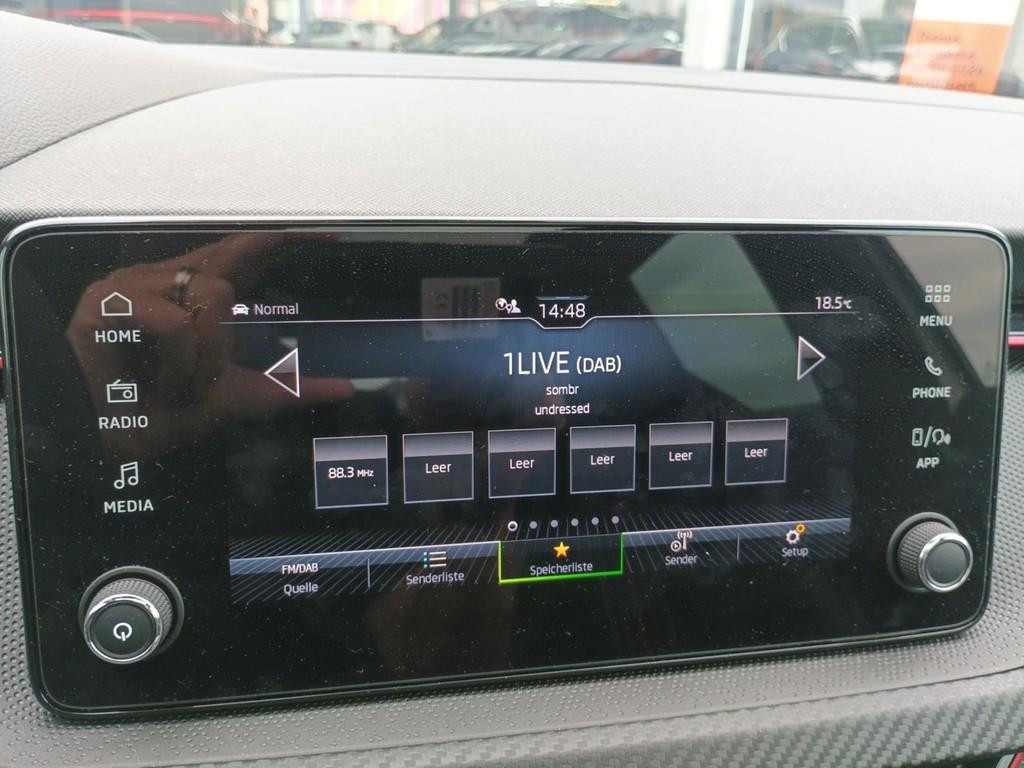 Normal
14:48
18.5°C
HOME
RADIO
MEDIA
1LIVE (DAB)
sombr
undressed
88.3 MHz
Leer
Leer
Leer
Leer
Leer
FM/DAB
Quelle
Senderliste
Speicherliste
Sender
Setup
MENU
PHONE
APP